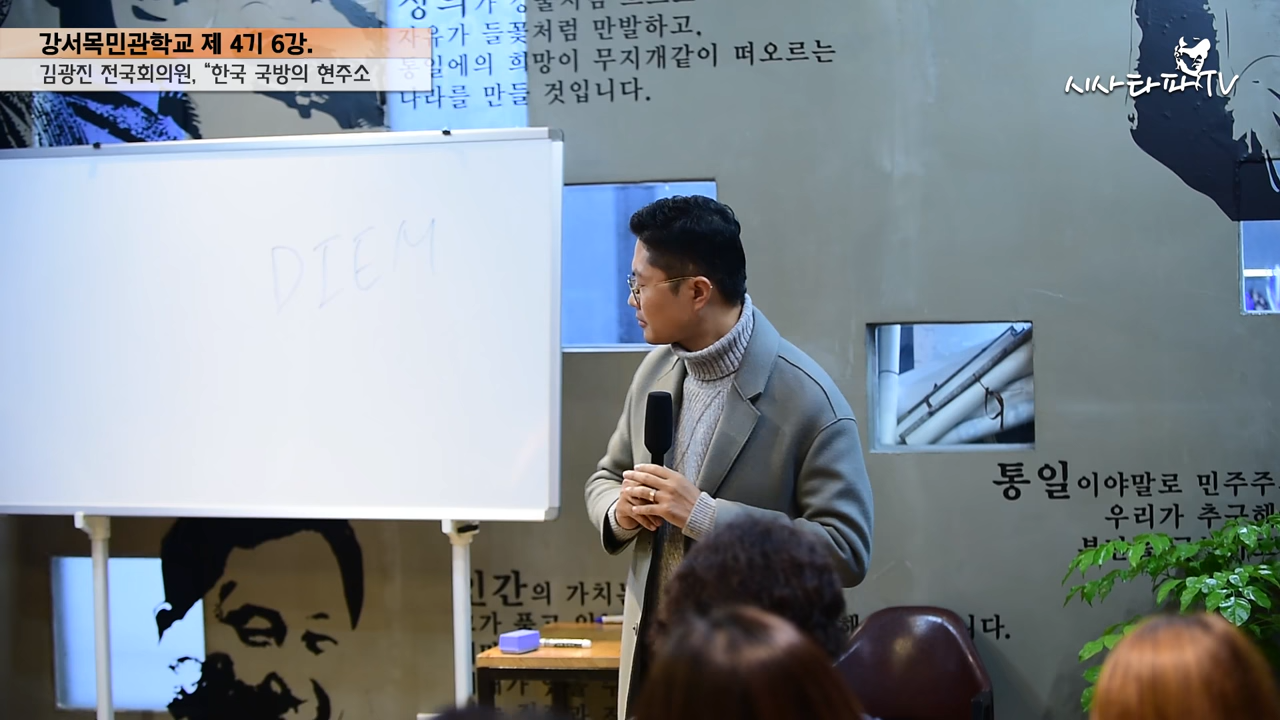 강서목민관학교 제 4기 6강.
김광진 전국회의원, “한국 국방의 현주소
시사타파TV
자유가 들꽃처럼 만발하고.
통일에의 희망이 무지개같이 떠오르는
나라를 만들 것입니다.
DIEM
통일이야말로 민주주
우리가 추구해
인간의 가치는
니다.